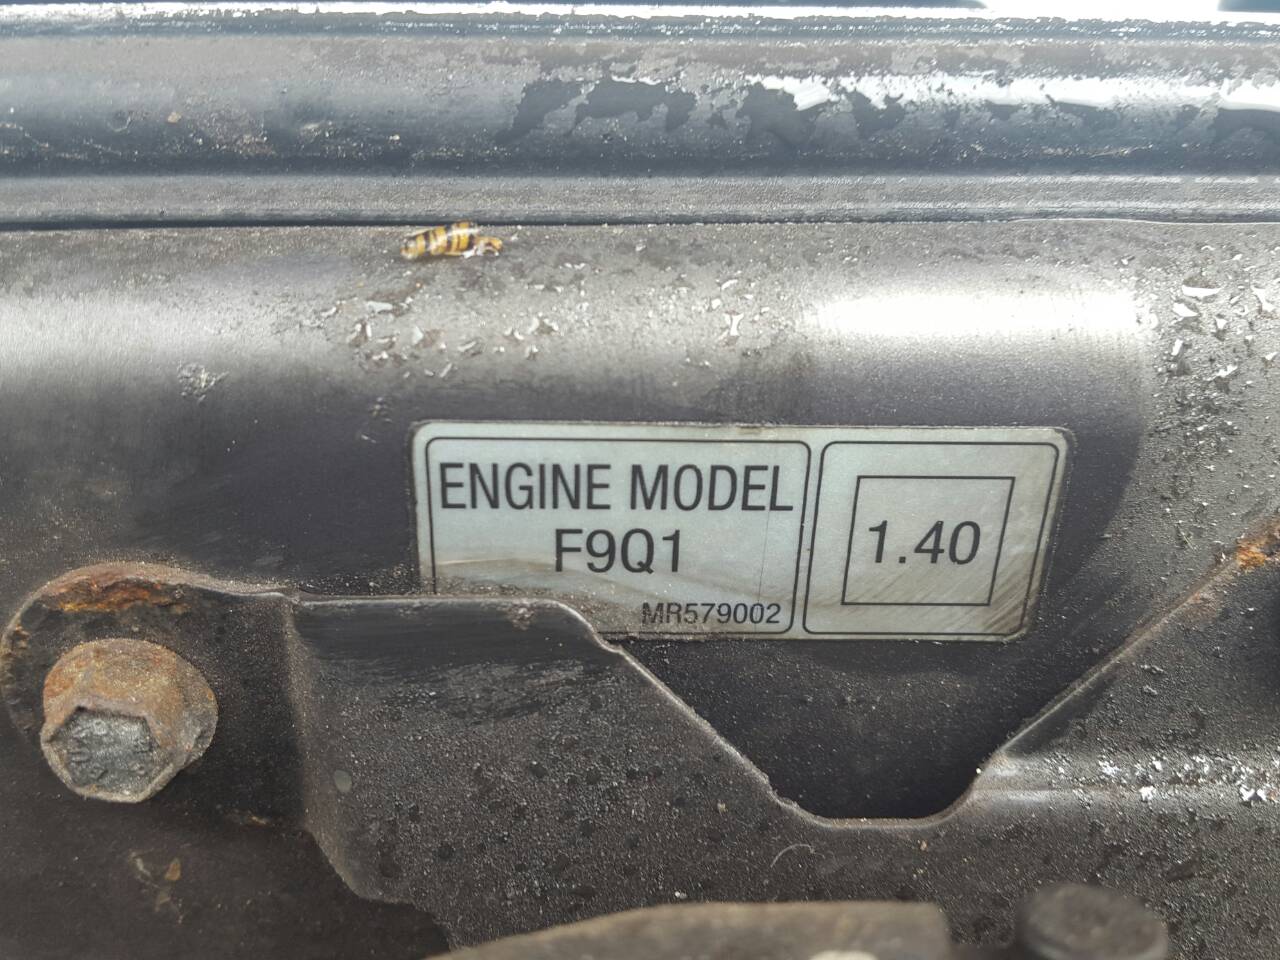 ENGINE MODEL
F9Q1
MR579002
1.40